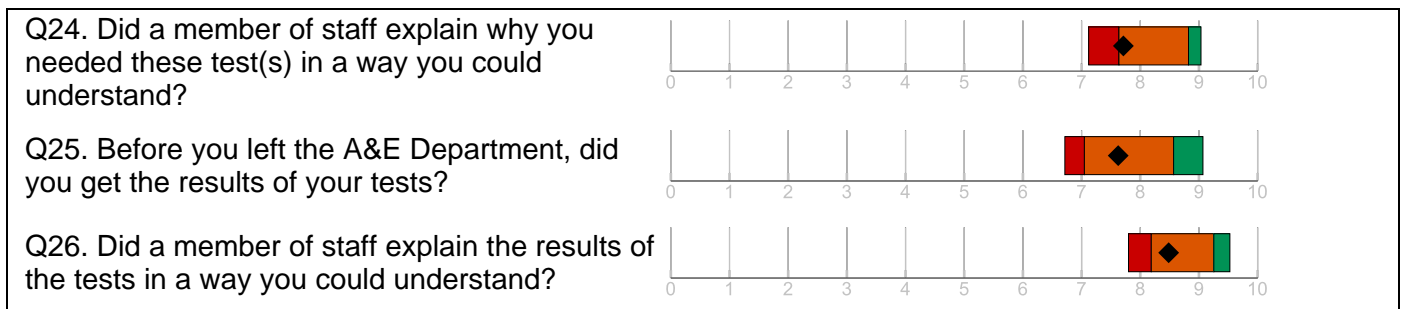 Q24. Did a member of staff explain why you
needed these test(s) in a way you could
understand?
0 1 2 3 4 5 6 7 8 9 10
Q25. Before you left the A&E Department, did
you get the results of your tests?
0 1 2 3 4 5 6 7 8 9 10
Q26. Did a member of staff explain the results of
the tests in a way you could understand?
0 1 2 3 4 5 6 7 8 9 10